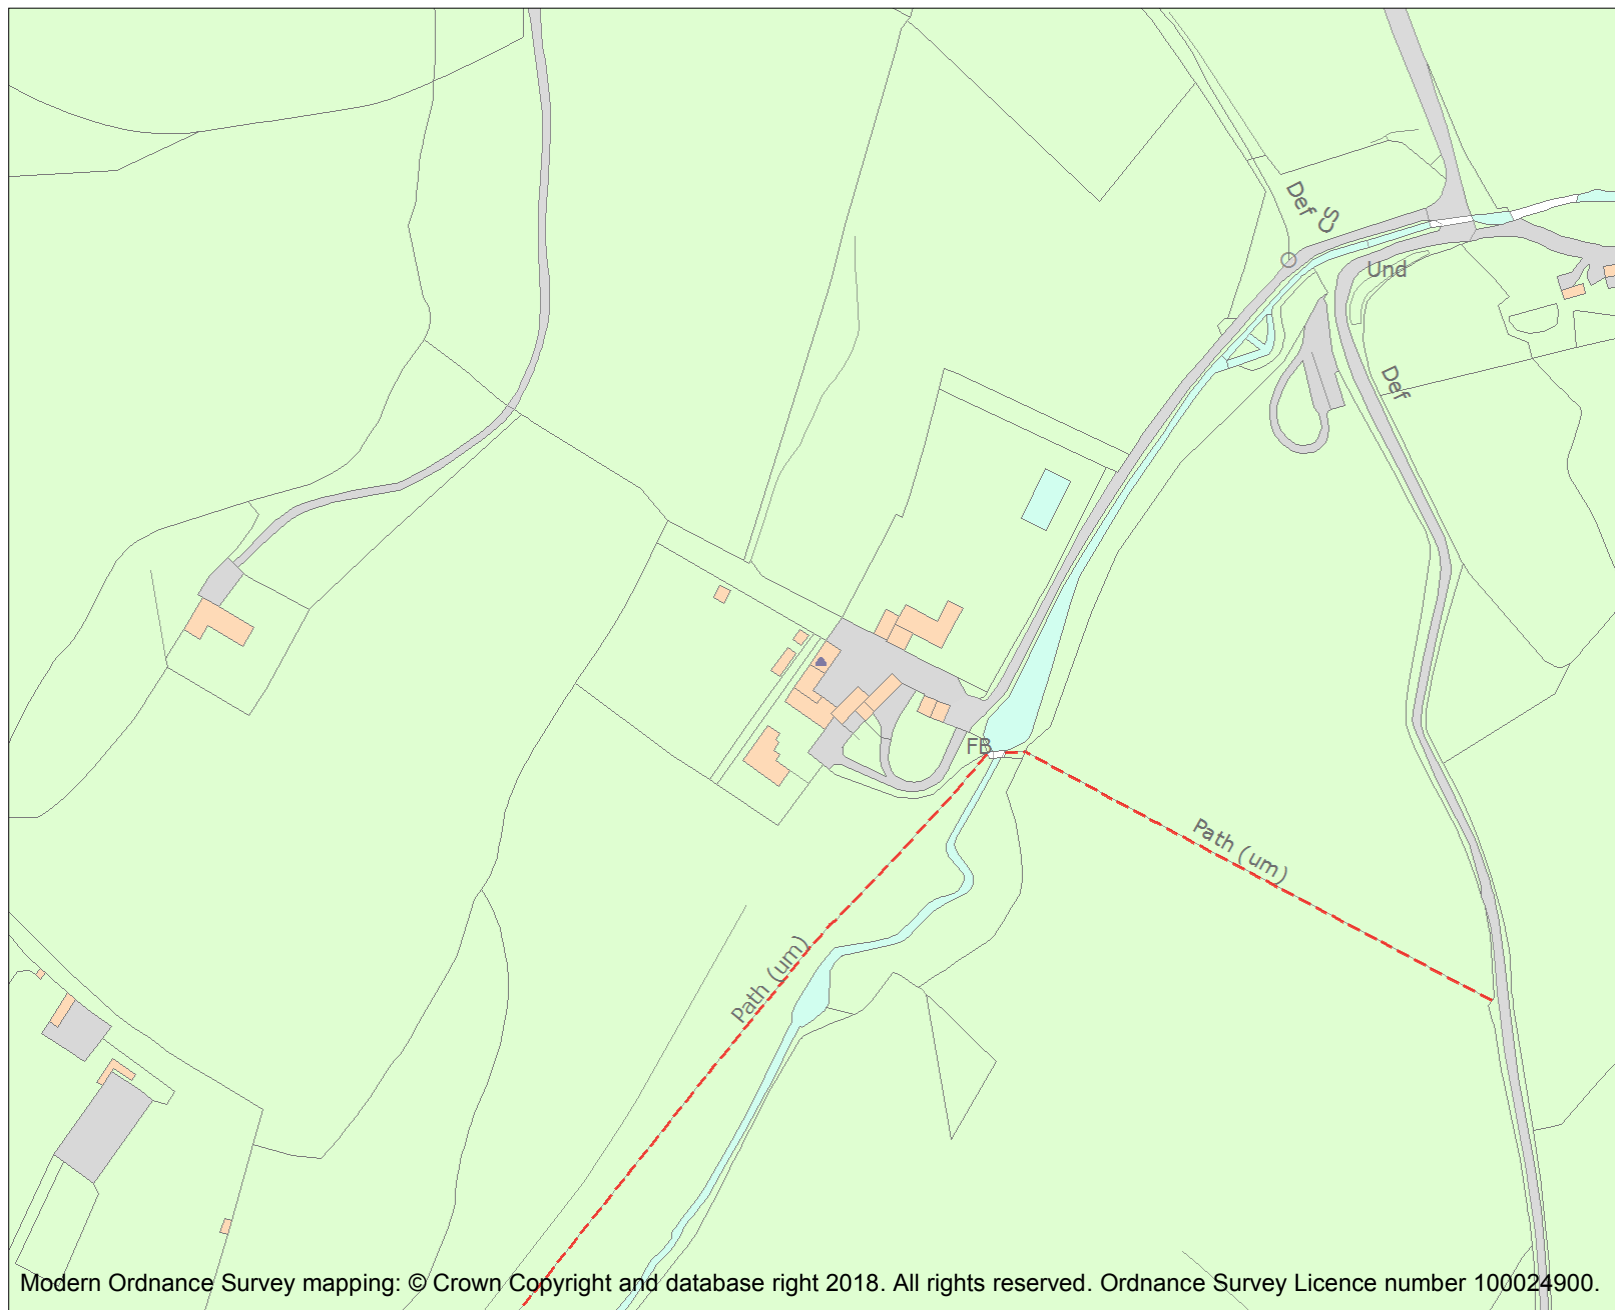 Def
CS
Und
Def
FB
Path (um)
Path (um)
Modern Ordnance Survey mapping: © Crown Copyright and database right 2018. All rights reserved. Ordnance Survey Licence number 100024900.